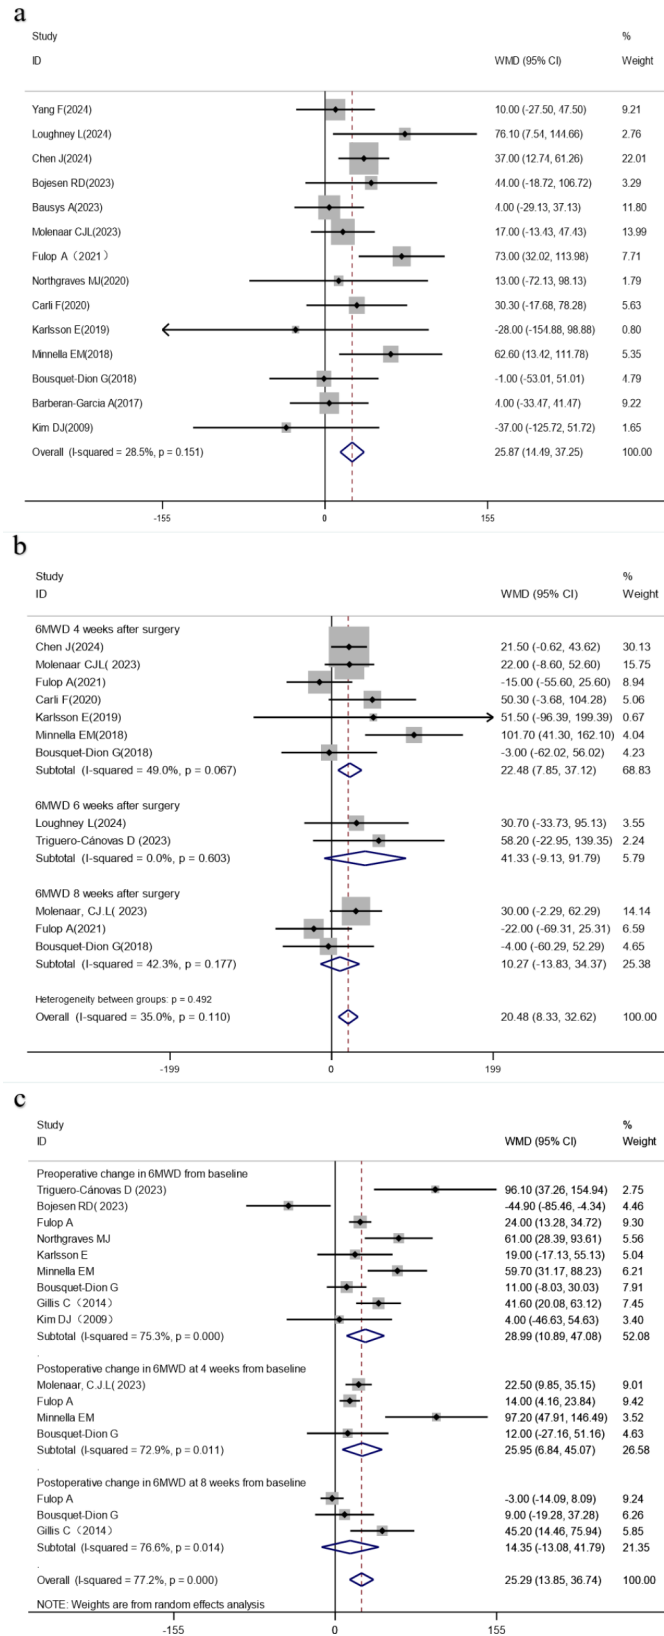 a
Study %
ID WMD (95% CI) Weight
Yang F(2024) 10.00 (-27.50, 47.50) 9.21
Loughney L(2024) 76.10 (7.54, 144.66) 2.76
Chen J(2024) 37.00 (12.74, 61.26) 22.01
Bojesen RD(2023) 44.00 (-18.72, 106.72) 3.29
Bausys A(2023) 4.00 (-29.13, 37.13) 11.80
Molenaar CJL(2023) 17.00 (-13.43, 47.43) 13.99
Fulop A（2021） 73.00 (32.02, 113.98) 7.71
Northgraves MJ(2020) 13.00 (-72.13, 98.13) 1.79
Carli F(2020) 30.30 (-17.68, 78.28) 5.63
Karlsson E(2019) -28.00 (-154.88, 98.88) 0.80
Minnella EM(2018) 62.60 (13.42, 111.78) 5.35
Bousquet-Dion G(2018) -1.00 (-53.01, 51.01) 4.79
Barberan-Garcia A(2017) 4.00 (-33.47, 41.47) 9.22
Kim DJ(2009) -37.00 (-125.72, 51.72) 1.65
Overall (I-squared = 28.5%, p = 0.151) 25.87 (14.49, 37.25) 100.00
-155 0 155
b
Study %
ID WMD (95% CI) Weight
6MWD 4 weeks after surgery
Chen J(2024) 21.50 (-0.62, 43.62) 30.13
Molenaar CJL( 2023) 22.00 (-8.60, 52.60) 15.75
Fulop A(2021) -15.00 (-55.60, 25.60) 8.94
Carli F(2020) 50.30 (-3.68, 104.28) 5.06
Karlsson E(2019) 51.50 (-96.39, 199.39) 0.67
Minnella EM(2018) 101.70 (41.30, 162.10) 4.04
Bousquet-Dion G(2018) -3.00 (-62.02, 56.02) 4.23
Subtotal (I-squared = 49.0%, p = 0.067) 22.48 (7.85, 37.12) 68.83
6MWD 6 weeks after surgery
Loughney L(2024) 30.70 (-33.73, 95.13) 3.55
Triguero-Cánovas D (2023) 58.20 (-22.95, 139.35) 2.24
Subtotal (I-squared = 0.0%, p = 0.603) 41.33 (-9.13, 91.79) 5.79
6MWD 8 weeks after surgery
Molenaar, CJ.L( 2023) 30.00 (-2.29, 62.29) 14.14
Fulop A(2021) -22.00 (-69.31, 25.31) 6.59
Bousquet-Dion G(2018) -4.00 (-60.29, 52.29) 4.65
Subtotal (I-squared = 42.3%, p = 0.177) 10.27 (-13.83, 34.37) 25.38
Heterogeneity between groups: p = 0.492
Overall (I-squared = 35.0%, p = 0.110) 20.48 (8.33, 32.62) 100.00
-199 0 199
c
Study %
ID WMD (95% CI) Weight
Preoperative change in 6MWD from baseline
Triguero-Cánovas D (2023) 96.10 (37.26, 154.94) 2.75
Bojesen RD( 2023) -44.90 (-85.46, -4.34) 4.46
Fulop A 24.00 (13.28, 34.72) 9.30
Northgraves MJ 61.00 (28.39, 93.61) 5.56
Karlsson E 19.00 (-17.13, 55.13) 5.04
Minnella EM 59.70 (31.17, 88.23) 6.21
Bousquet-Dion G 11.00 (-8.03, 30.03) 7.91
Gillis C（2014） 41.60 (20.08, 63.12) 7.45
Kim DJ（2009） 4.00 (-46.63, 54.63) 3.40
Subtotal (I-squared = 75.3%, p = 0.000) 28.99 (10.89, 47.08) 52.08
.
Postoperative change in 6MWD at 4 weeks from baseline
Molenaar, C.J.L( 2023) 22.50 (9.85, 35.15) 9.01
Fulop A 14.00 (4.16, 23.84) 9.42
Minnella EM 97.20 (47.91, 146.49) 3.52
Bousquet-Dion G 12.00 (-27.16, 51.16) 4.63
Subtotal (I-squared = 72.9%, p = 0.011) 25.95 (6.84, 45.07) 26.58
.
Postoperative change in 6MWD at 8 weeks from baseline
Fulop A -3.00 (-14.09, 8.09) 9.24
Bousquet-Dion G 9.00 (-19.28, 37.28) 6.26
Gillis C（2014） 45.20 (14.46, 75.94) 5.85
Subtotal (I-squared = 76.6%, p = 0.014) 14.35 (-13.08, 41.79) 21.35
.
Overall (I-squared = 77.2%, p = 0.000) 25.29 (13.85, 36.74) 100.00
NOTE: Weights are from random effects analysis
-155 0 155